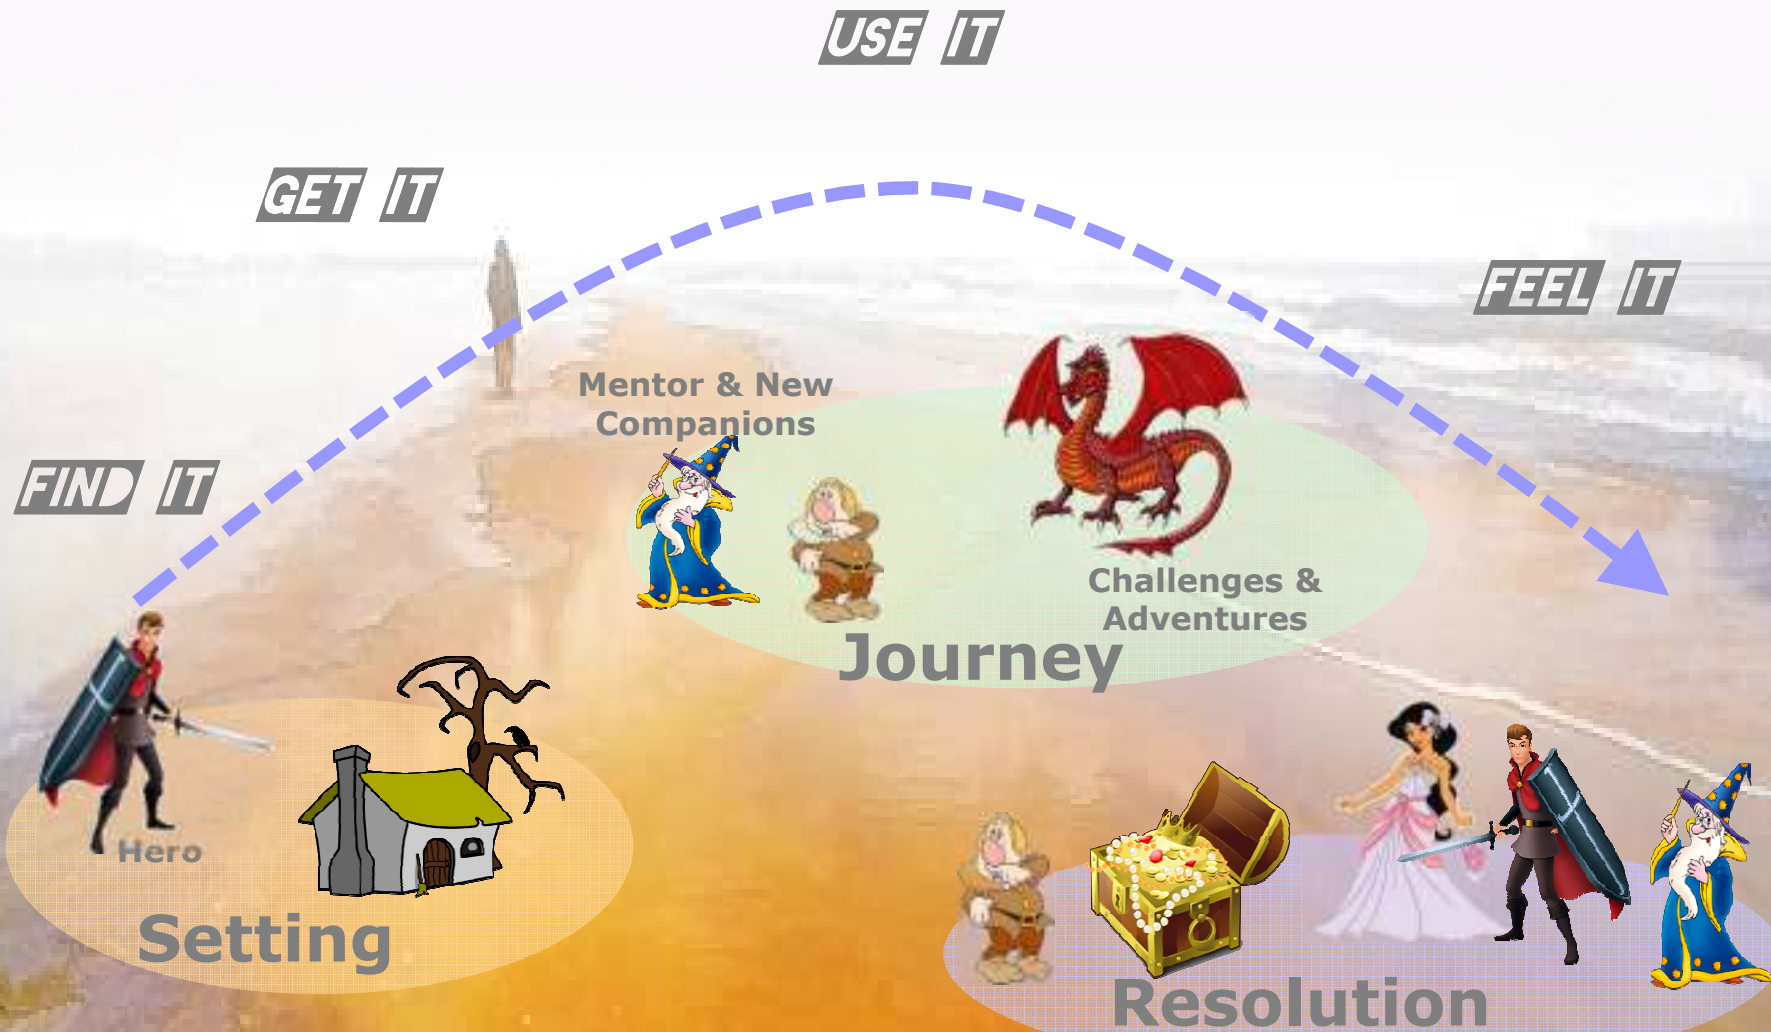 USE IT
GET IT
FEEL IT
FIND IT
Mentor & New
Companions
Challenges &
Adventures
Journey
Hero
Setting
Resolution